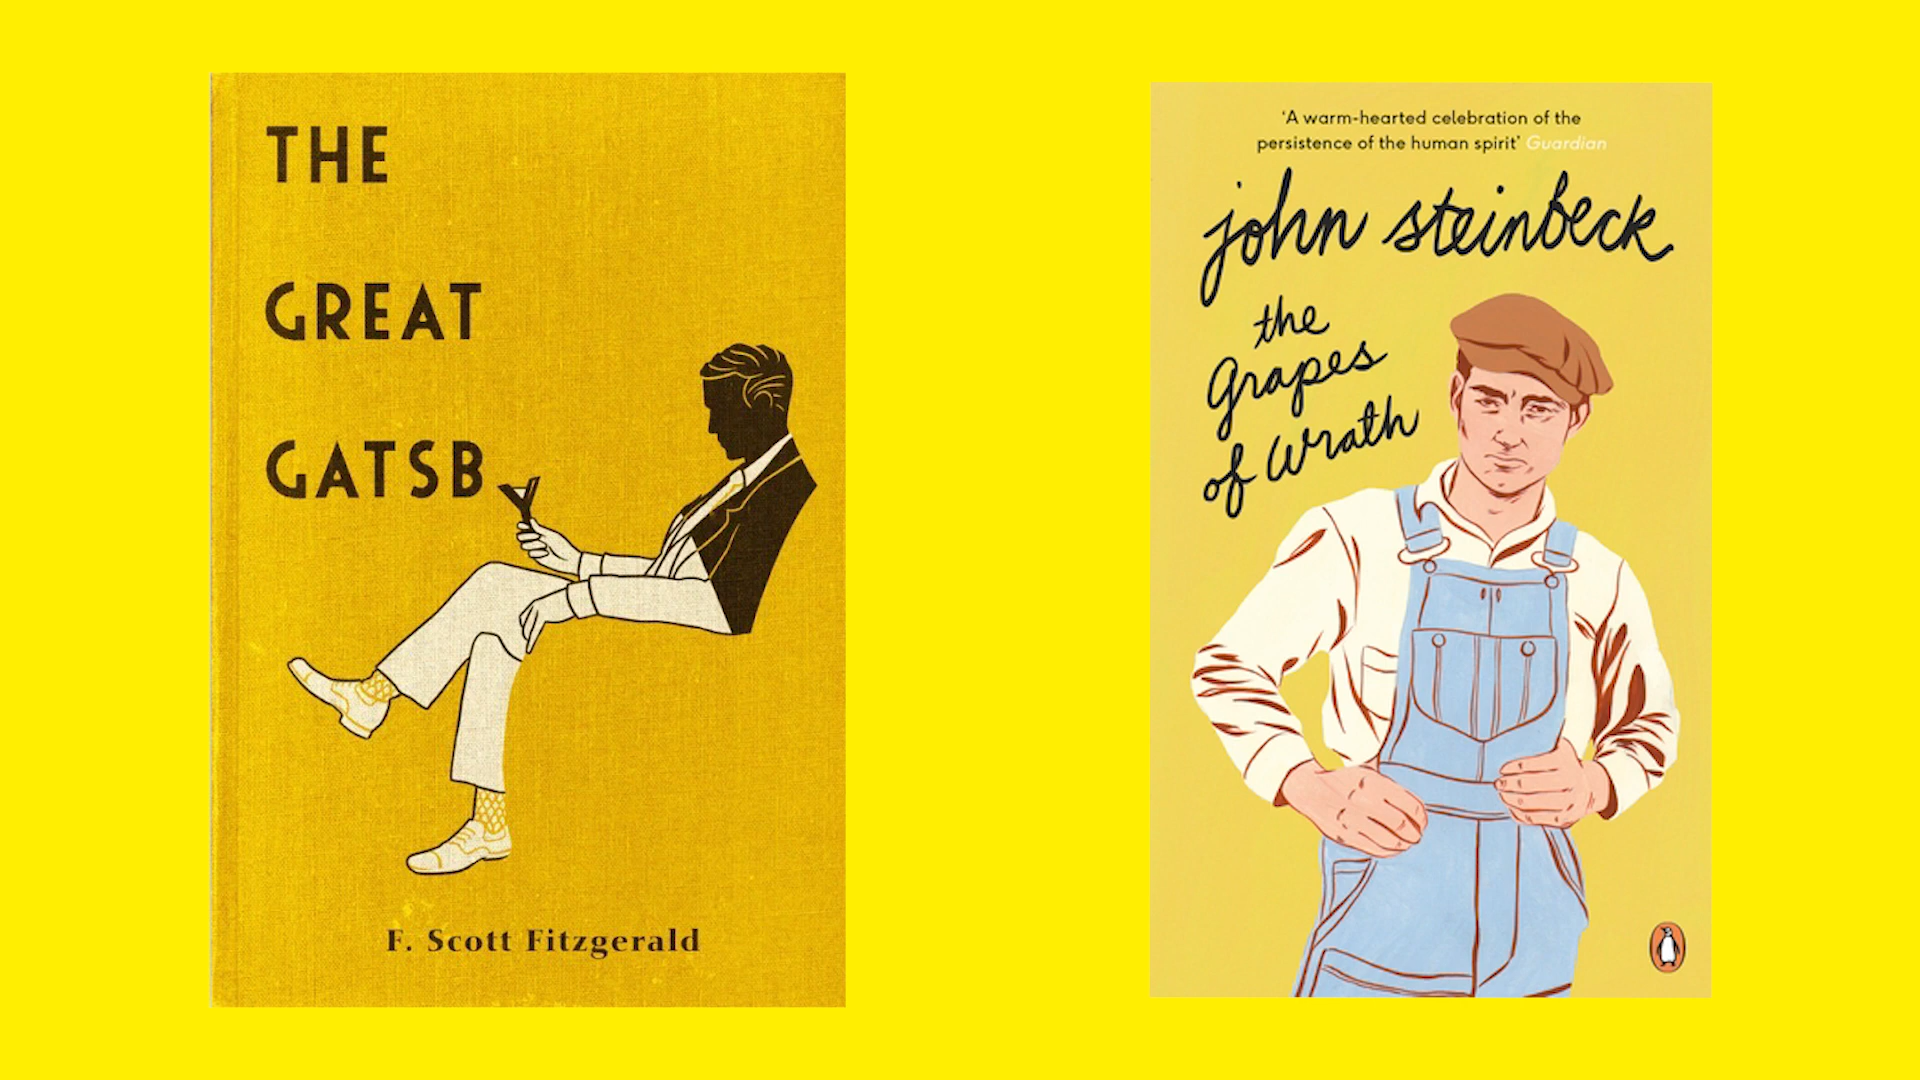 THE
GREAT
GATSBY
F. Scott Fitzgerald
'A warm-hearted celebration of the
persistence of the human spirit' Guardian
john steinbeck
the
Grapes
of Wrath